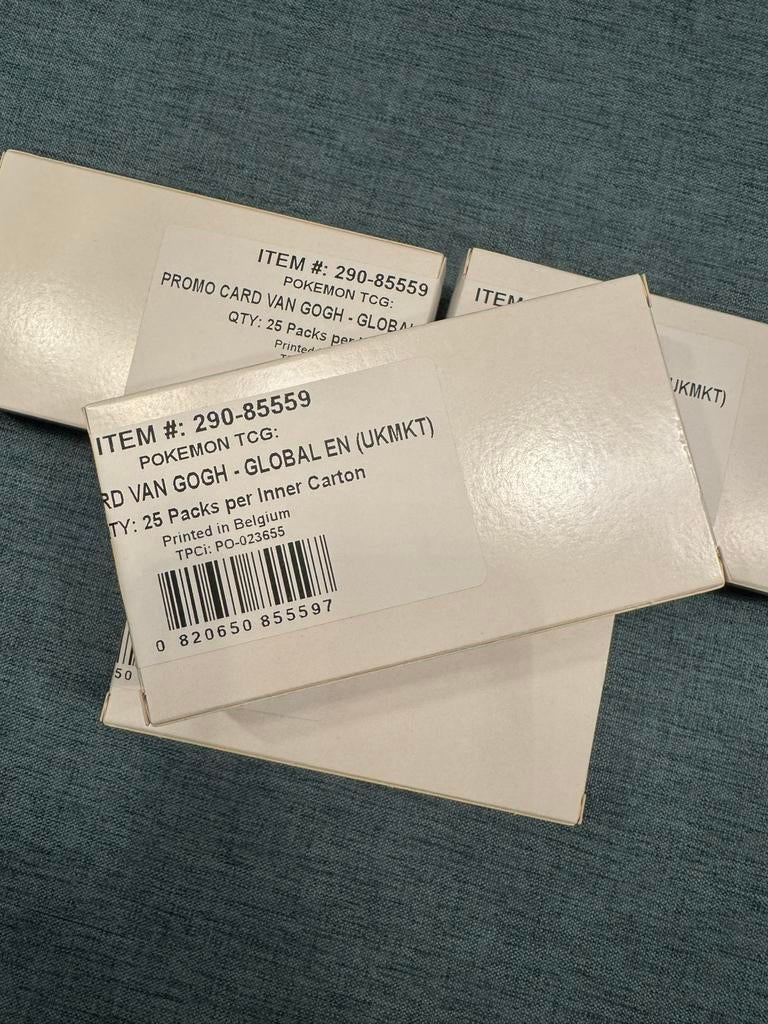 ITEM #: 290-85559
POKEMON TCG:
PROMO CARD VAN GOGH - GLOBAL
QTY: 25 Packs per
Printed
ITEM
UKMKT)
ITEM #: 290-85559
POKEMON TCG:
RD VAN GOGH - GLOBAL EN (UKMKT)
TY: 25 Packs per Inner Carton
Printed in Belgium
TPCi: PO-023655
0 820650 855597
50